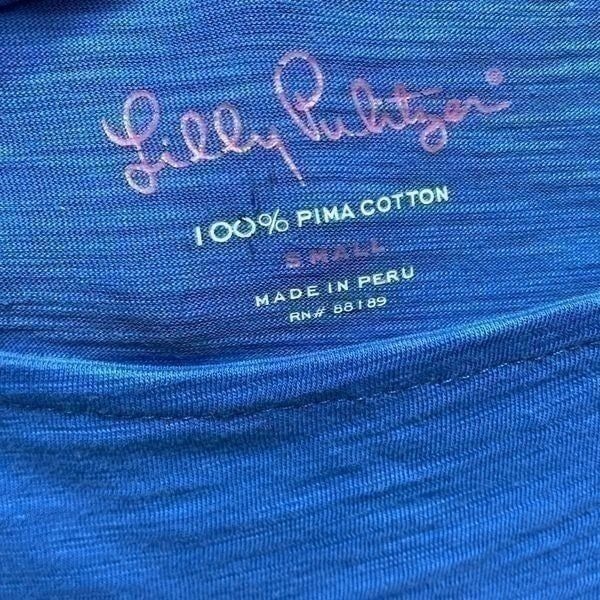 Lilly Pulitzer®
100% PIMA COTTON
SMALL
MADE IN PERU
RN# 88189